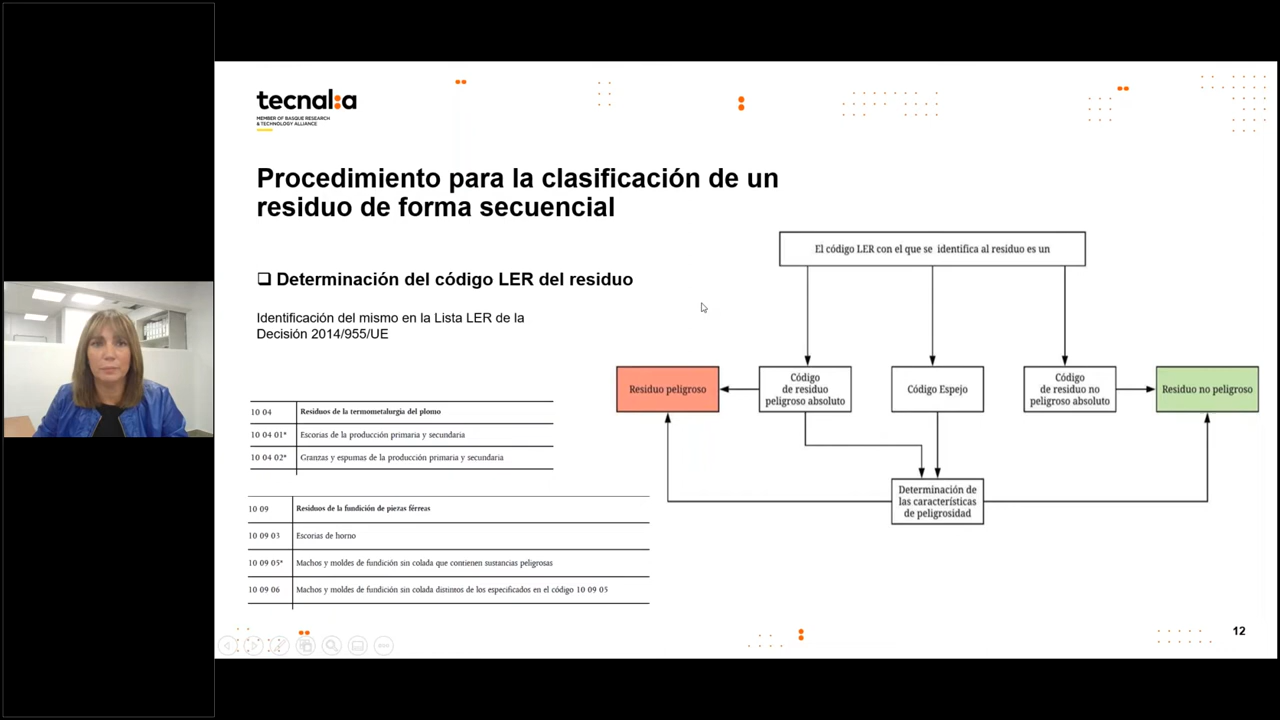 tecnalia
MEMBER OF BASQUE RESEARCH
& TECHNOLOGY ALLIANCE
Procedimiento para la clasificación de un
residuo de forma secuencial
Determinación del código LER del residuo
Identificación del mismo en la Lista LER de la
Decisión 2014/955/UE
10 04 Residuos de la termometalurgia del plomo
10 04 01* Escorias de la producción primaria y secundaria
10 04 02* Granzas y espumas de la producción primaria y secundaria
10 09 Residuos de la fundición de piezas férreas
10 09 03 Escorias de horno
10 09 05* Machos y moldes de fundición sin colada que contienen sustancias peligrosas
10 09 06 Machos y moldes de fundición sin colada distintos de los especificados en el código 10 09 05
El código LER con el que se identifica al residuo es un
Residuo peligroso
Código
de residuo
peligroso absoluto
Código Espejo
Código
de residuo no
peligroso absoluto
Residuo no peligroso
Determinación de
las características
de peligrosidad
12